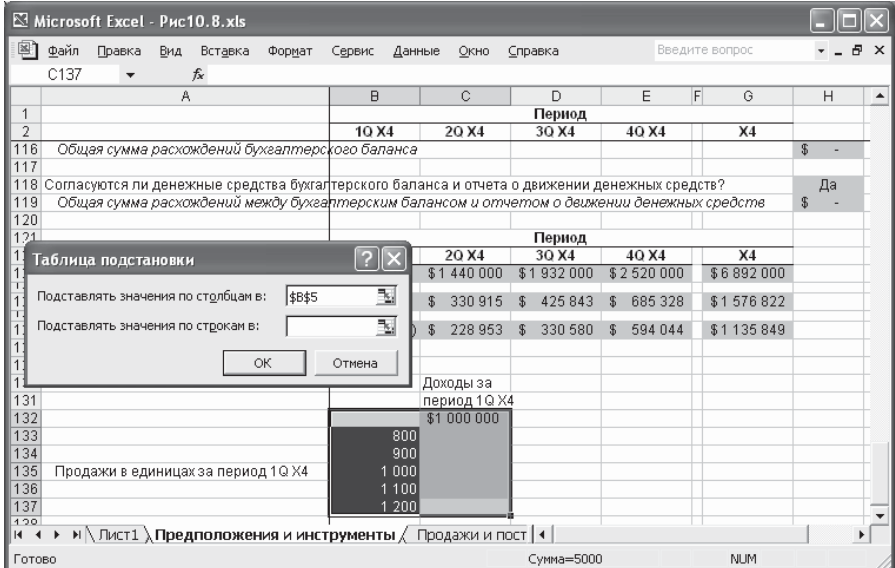 Microsoft Excel - Рис10.8.xls
Файл Правка Вид Вставка Формат Сервис Данные Окно Справка Введите вопрос
C137 fx
A B C D E F G H
1 Период
2 1Q X4 2Q X4 3Q X4 4Q X4 X4
116 Общая сумма расхождений бухгалтерского баланса $ -
117
118 Согласуются ли денежные средства бухгалтерского баланса и отчета о движении денежных средств? Да
119 Общая сумма расхождений между бухгалтерским балансом и отчетом о движении денежных средств $ -
120
121 Период
Таблица подстановки
2Q X4 3Q X4 4Q X4 X4
$1 440 000 $1 932 000 $2 520 000 $6 892 000
Подставлять значения по столбцам в: $B$5
$ 330 915 $ 425 843 $ 685 328 $1 576 822
Подставлять значения по строкам в:
) $ 228 953 $ 330 580 $ 594 044 $1 135 849
OK Отмена
Доходы за
131 период 1Q X4
132 $1 000 000
133 800
134 900
135 Продажи в единицах за период 1Q X4 1 000
136 1 100
137 1 200
Лист1 Предположения и инструменты Продажи и пост
Готово Сумма=5000 NUM